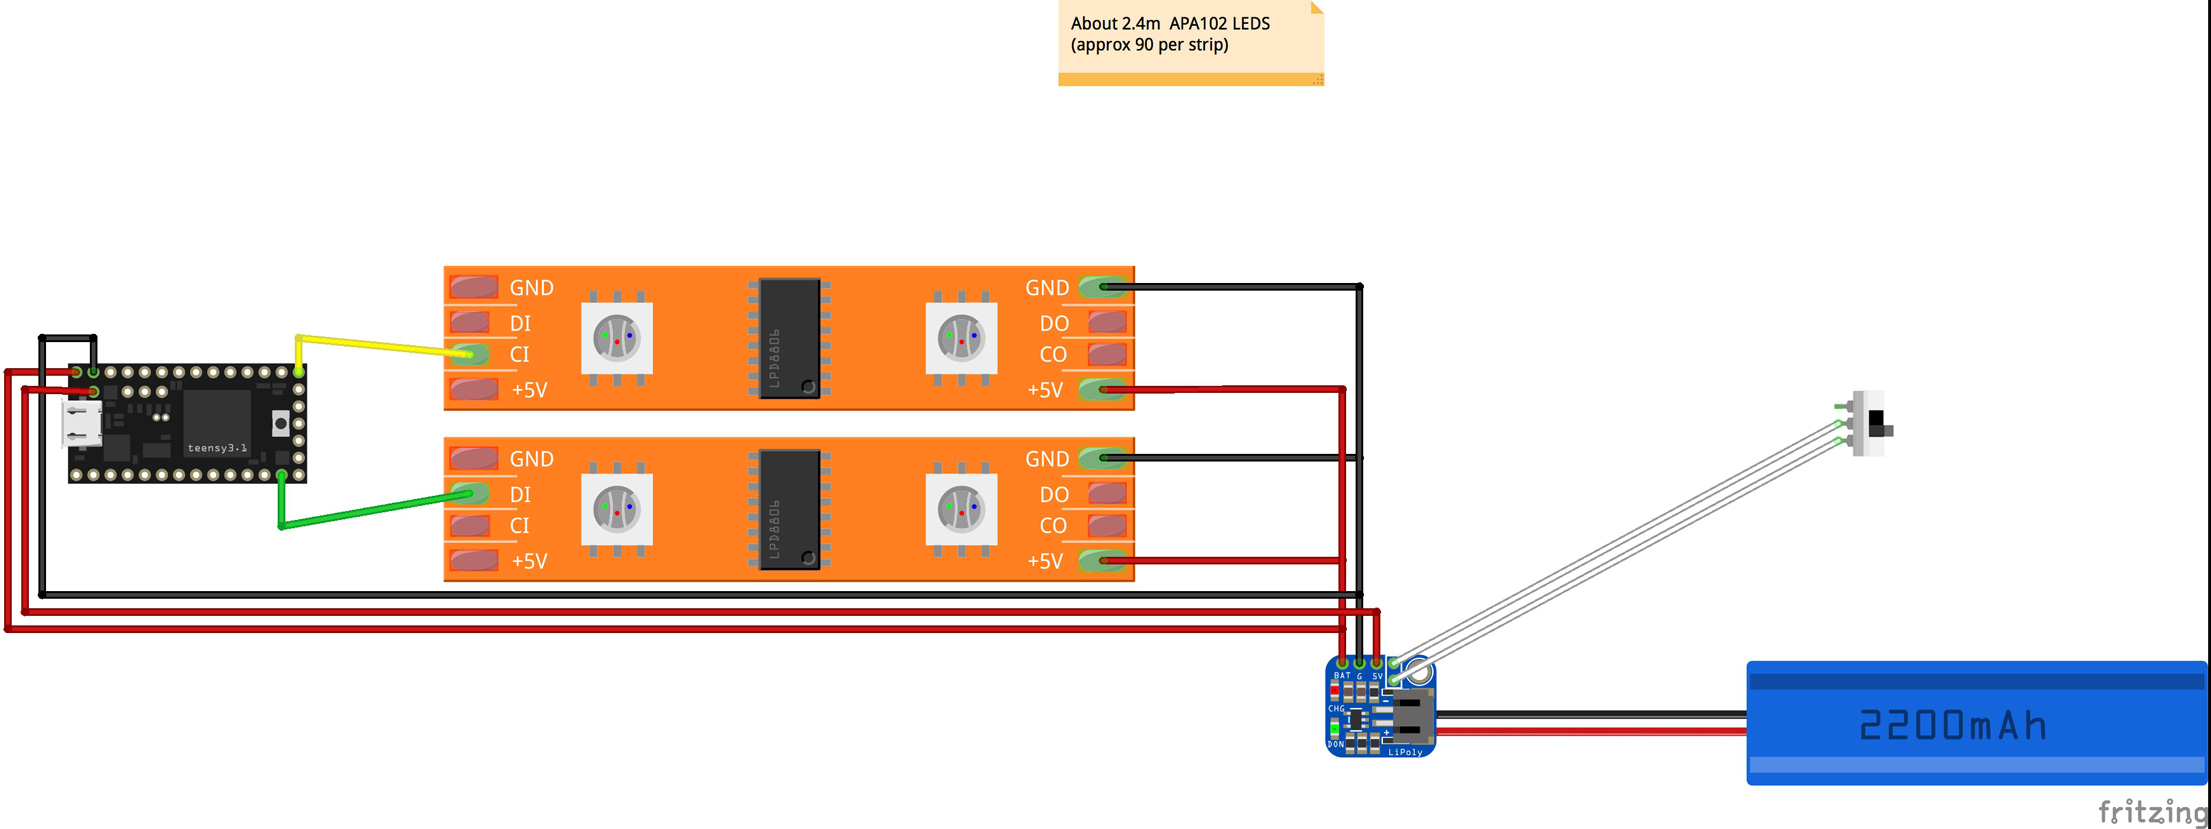 About 2.4m  APA102 LEDS
(approx 90 per strip)
GND
DI
CI
+5V
LPD8806
GND
DO
CO
+5V
teensy3.1
GND
DI
CI
+5V
LPD8806
GND
DO
CO
+5V
BAT G 5V
CHG
DON
-
+
LiPoly
2200mAh
fritzing